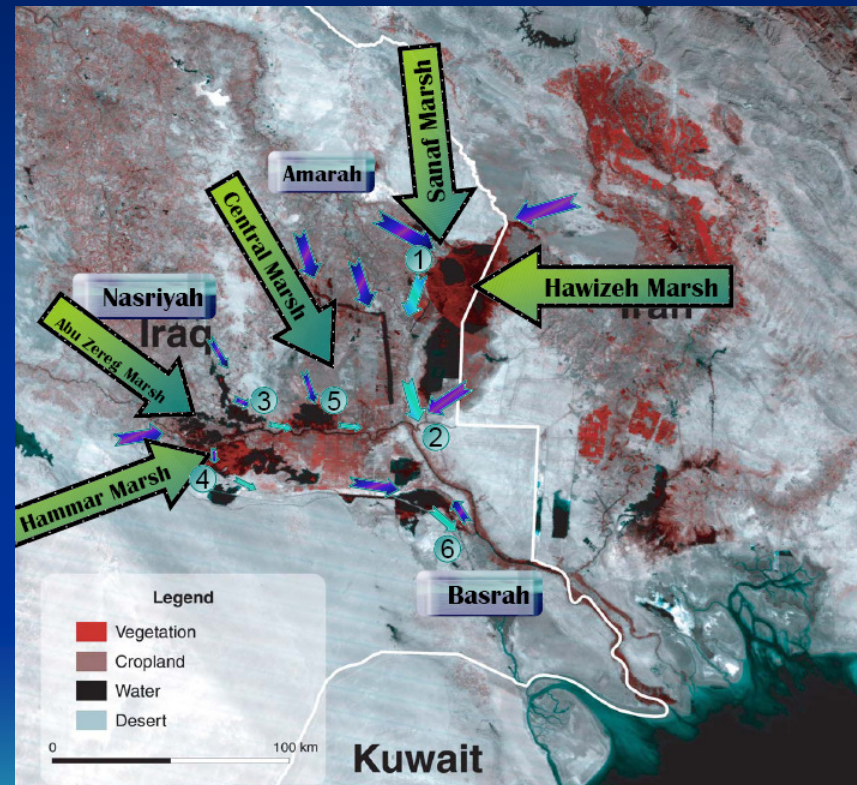 Sanaf Marsh
Amarah
Central Marsh
1
Nasriyah
Hawizeh Marsh
Iraq
Iran
Abu Zereg Marsh
3
5
2
4
Hammar Marsh
6
Basrah
Legend
Vegetation
Cropland
Water
Desert
0 100 km
Kuwait